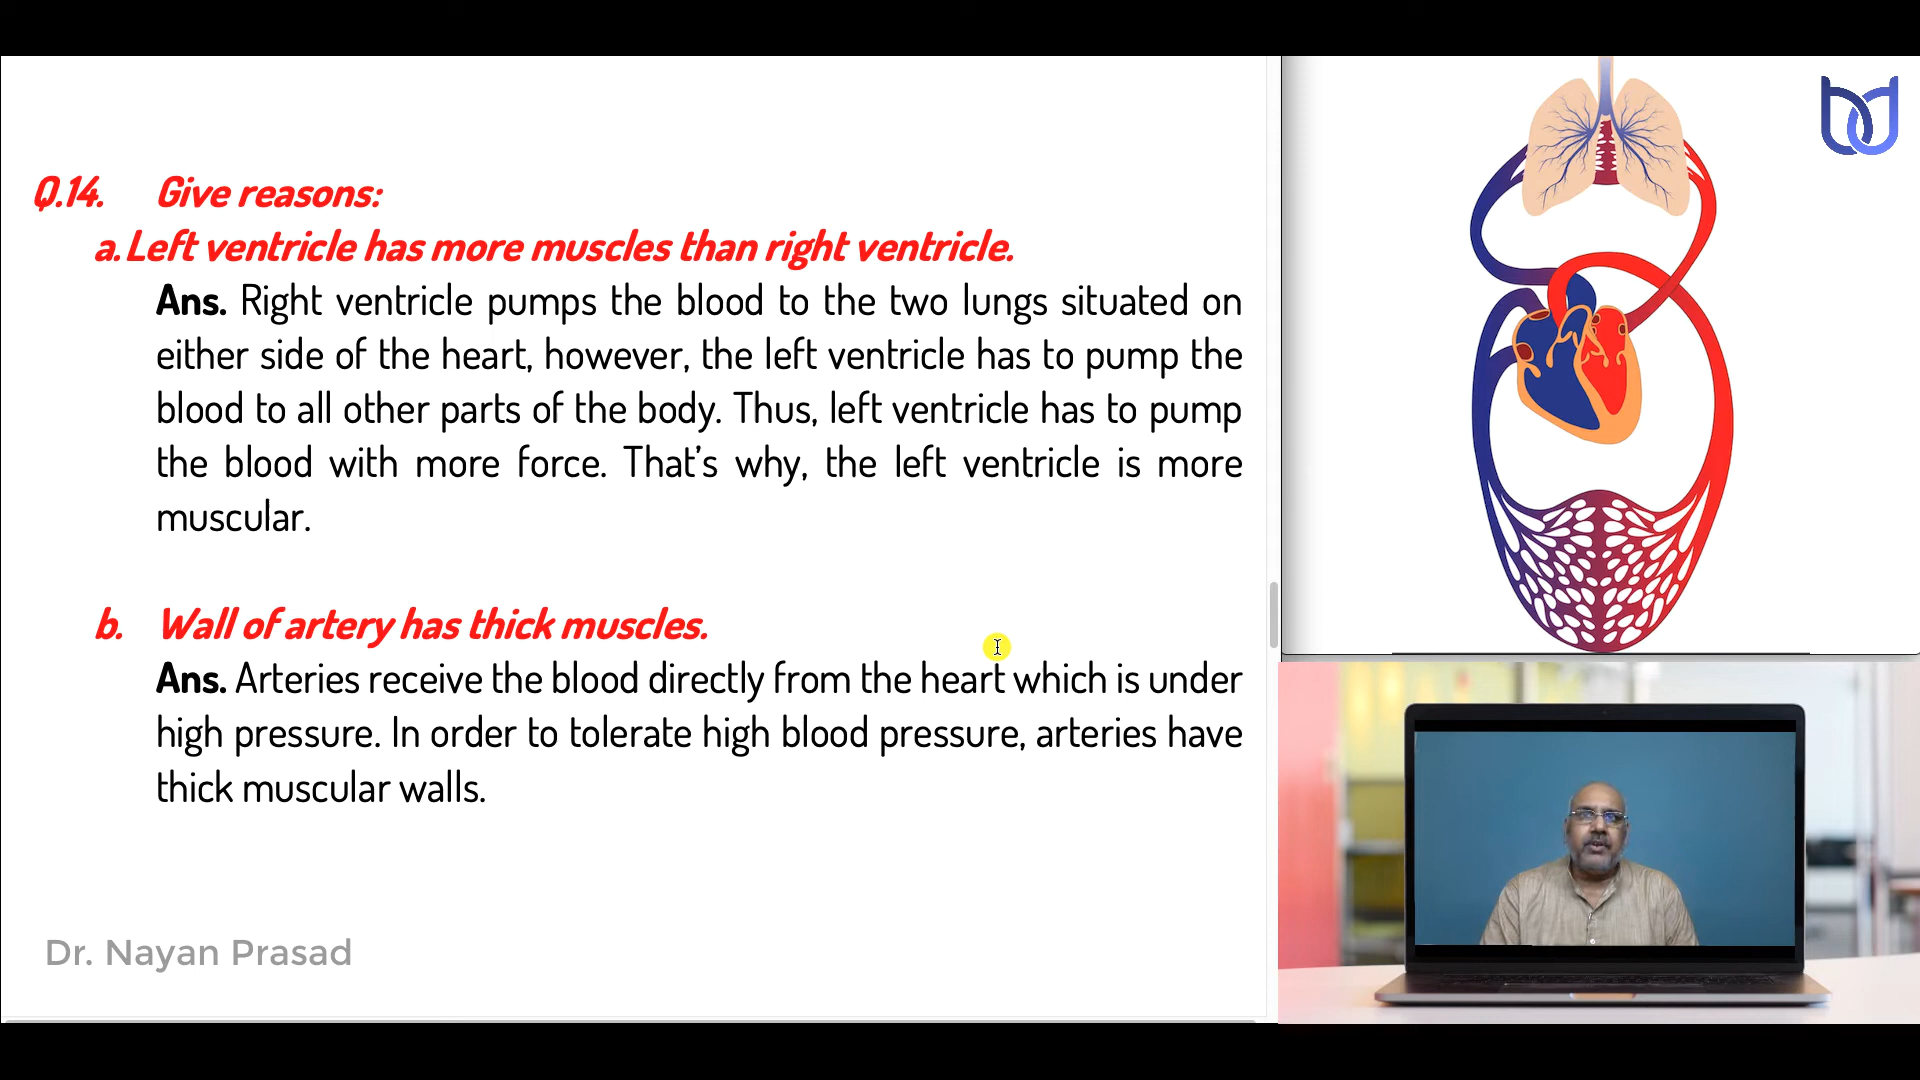 Q.14. Give reasons:
a. Left ventricle has more muscles than right ventricle.
Ans. Right ventricle pumps the blood to the two lungs situated on
either side of the heart, however, the left ventricle has to pump the
blood to all other parts of the body. Thus, left ventricle has to pump
the blood with more force. That's why, the left ventricle is more
muscular.
b. Wall of artery has thick muscles.
Ans. Arteries receive the blood directly from the heart which is under
high pressure. In order to tolerate high blood pressure, arteries have
thick muscular walls.
Dr. Nayan Prasad